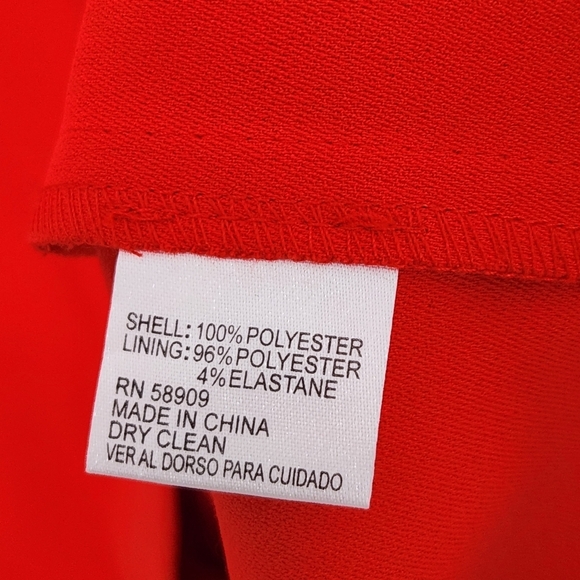 SHELL: 100% POLYESTER
LINING: 96% POLYESTER
4% ELASTANE
RN 58909
MADE IN CHINA
DRY CLEAN
VER AL DORSO PARA CUIDADO